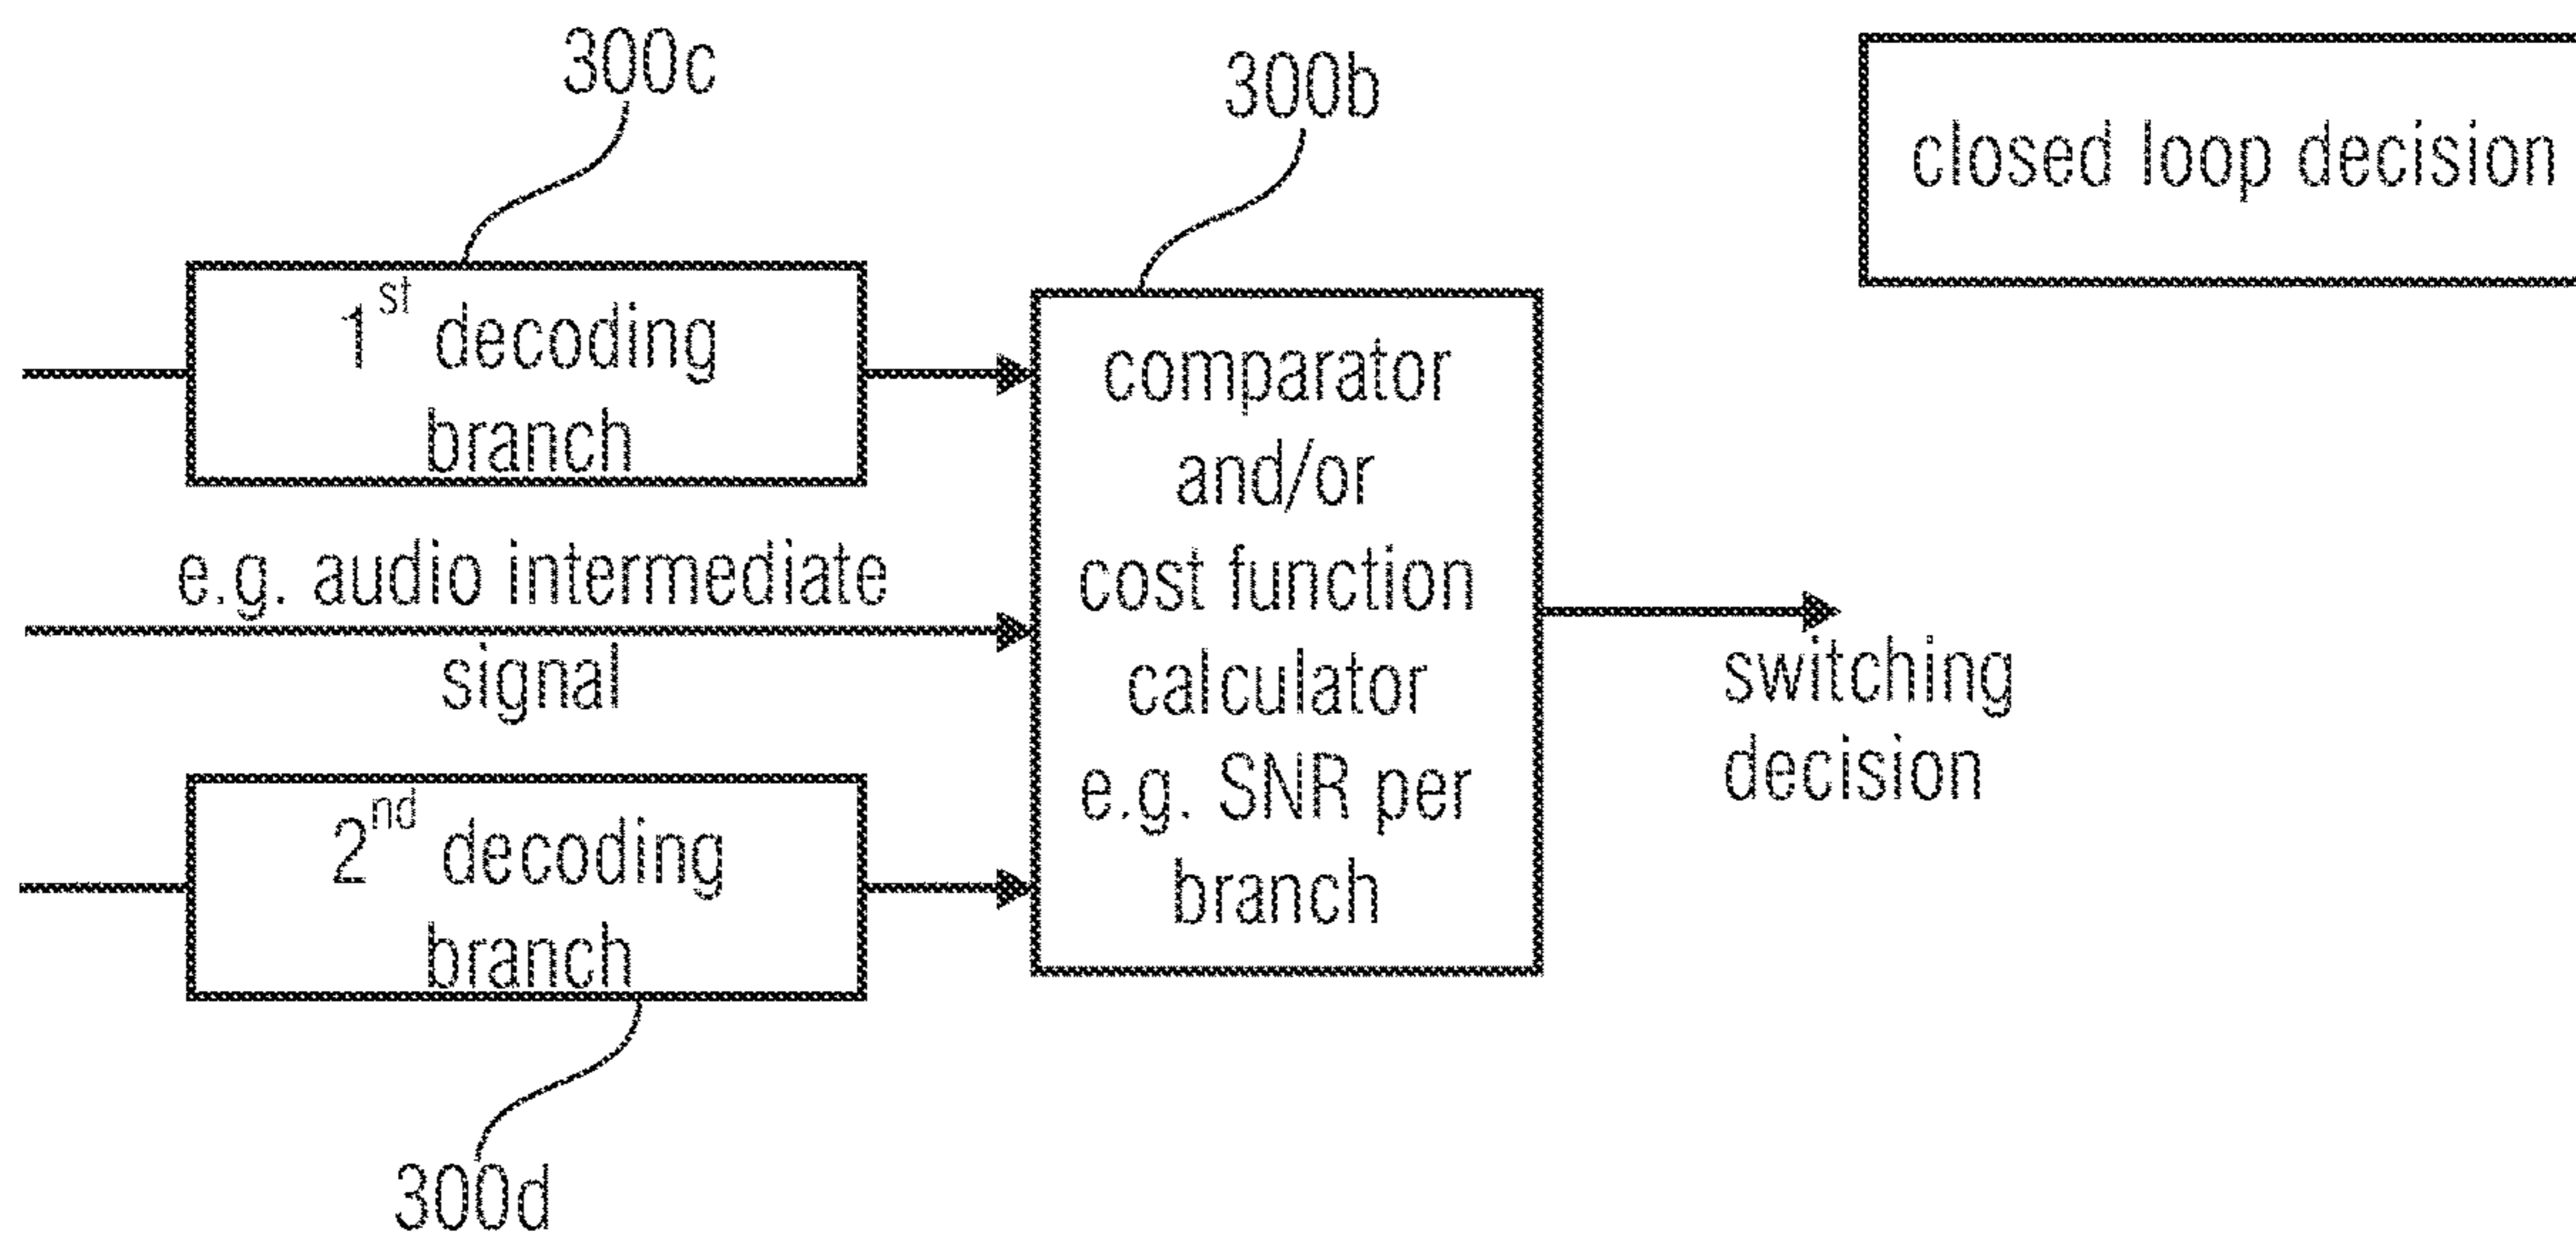 300c
300b
closed loop decision
1st decoding
branch
e.g. audio intermediate
signal
2nd decoding
branch
300d
comparator
and/or
cost function
calculator
e.g. SNR per
branch
switching
decision